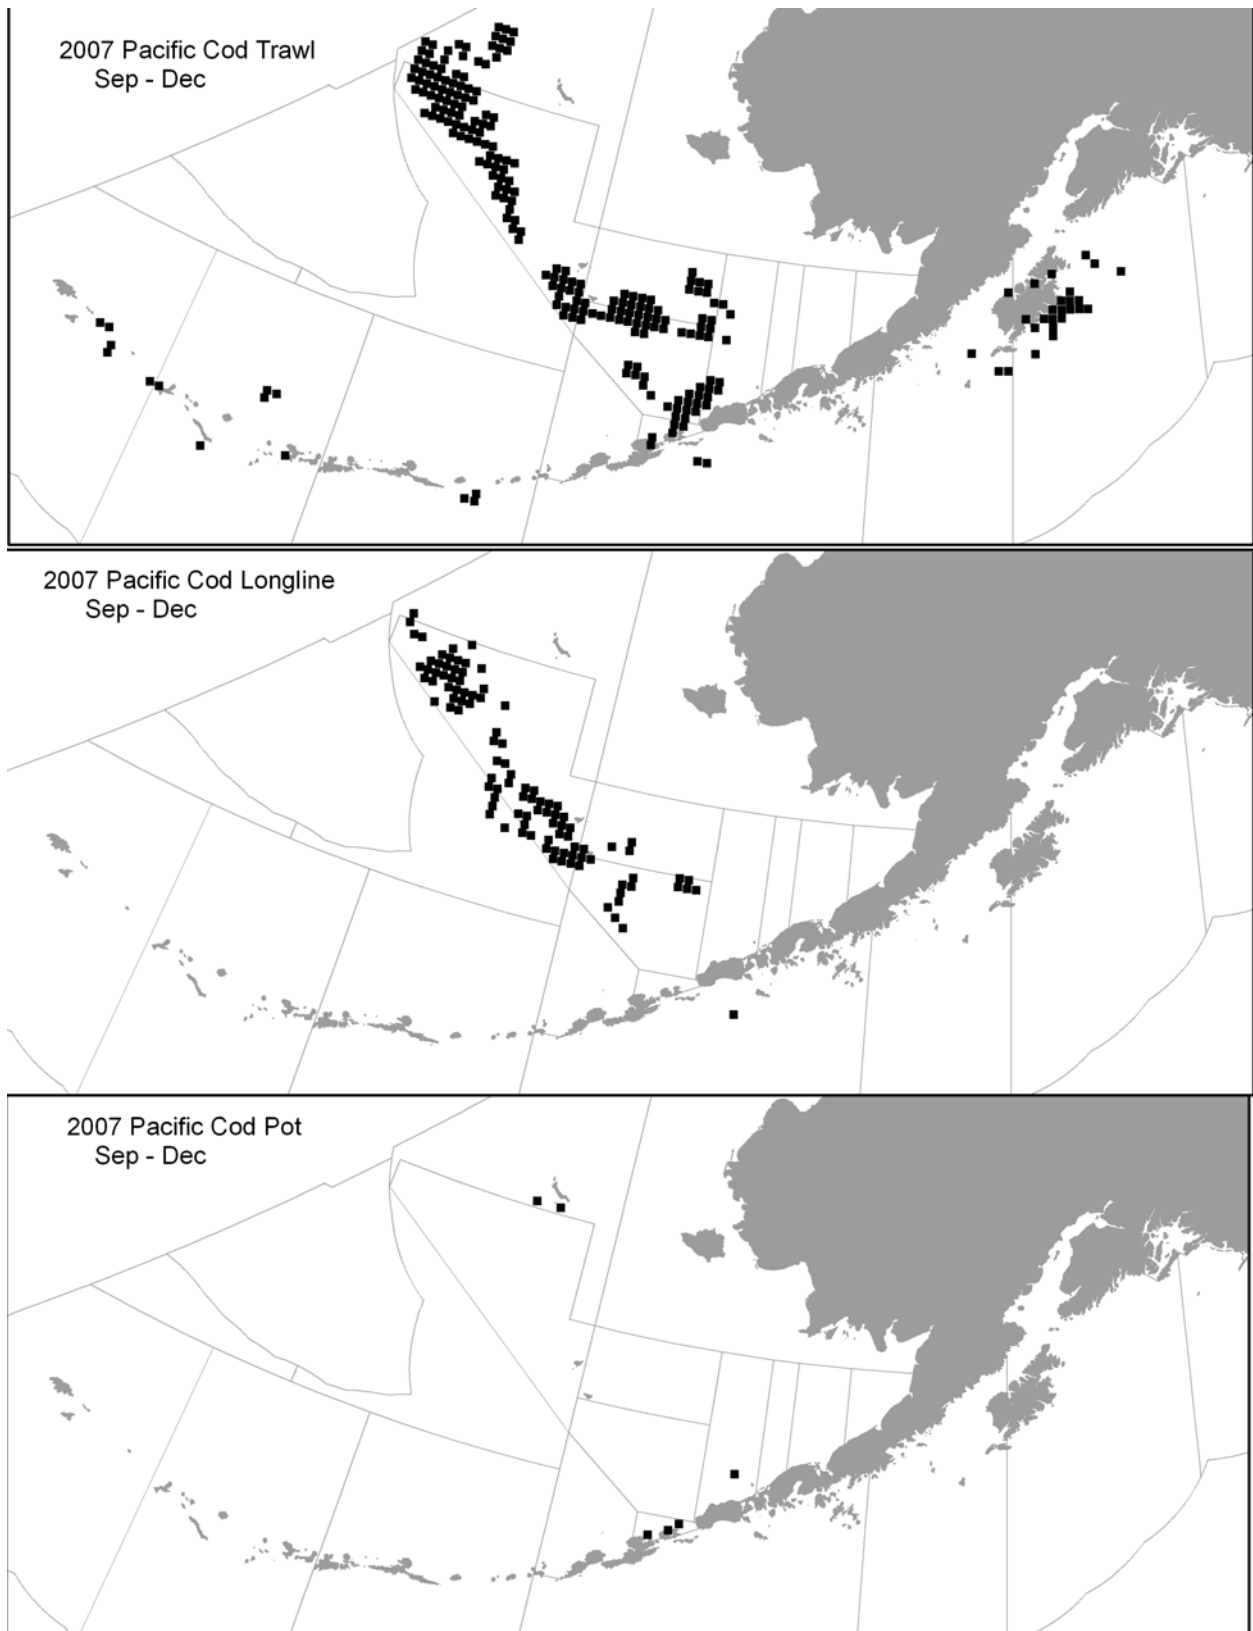 2007 Pacific Cod Trawl
Sep - Dec
2007 Pacific Cod Longline
Sep - Dec
2007 Pacific Cod Pot
Sep - Dec